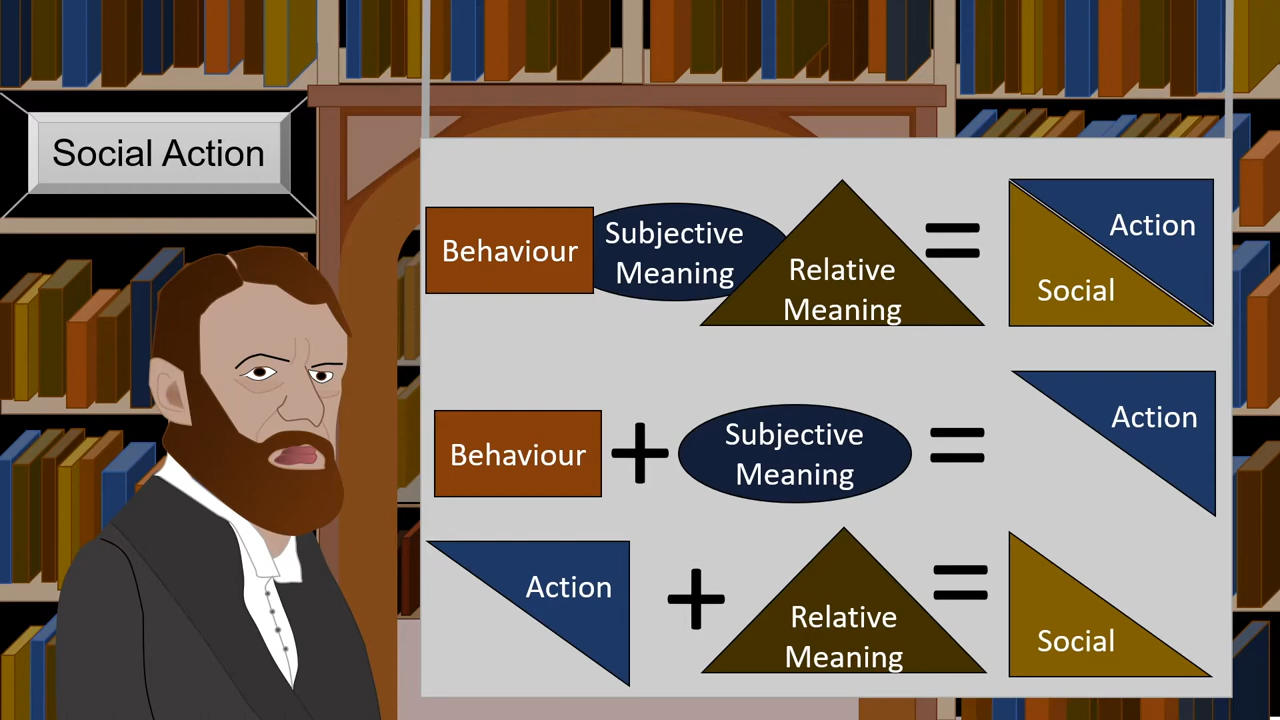 Social Action
Behaviour
Subjective
Meaning
Relative
Meaning
=
Action
Social
Behaviour
+
Subjective
Meaning
=
Action
Action
+
Relative
Meaning
=
Social